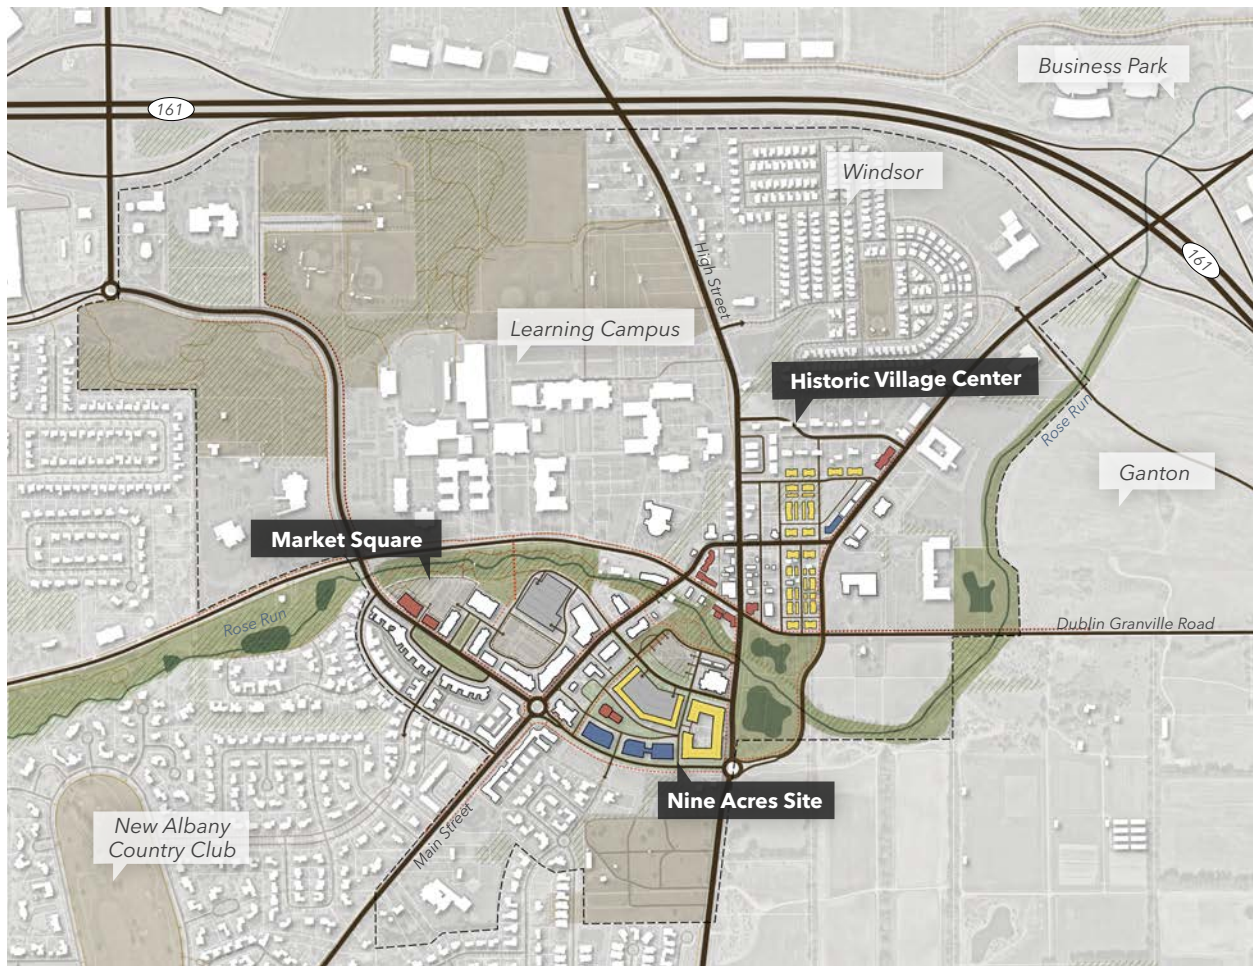 Business Park
161
Windsor
161
High Street
Learning Campus
Historic Village Center
Rose Run
Ganton
Market Square
Rose Run
Dublin Granville Road
Nine Acres Site
New Albany
Country Club
Main Street